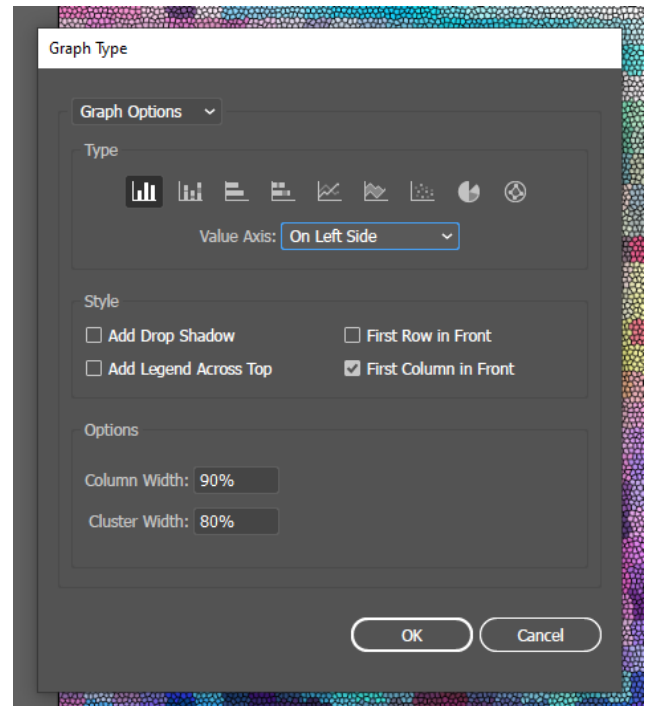 Graph Type
Graph Options
Type
Value Axis: On Left Side
Style
Add Drop Shadow First Row in Front
Add Legend Across Top First Column in Front
Options
Column Width: 90%
Cluster Width: 80%
OK Cancel